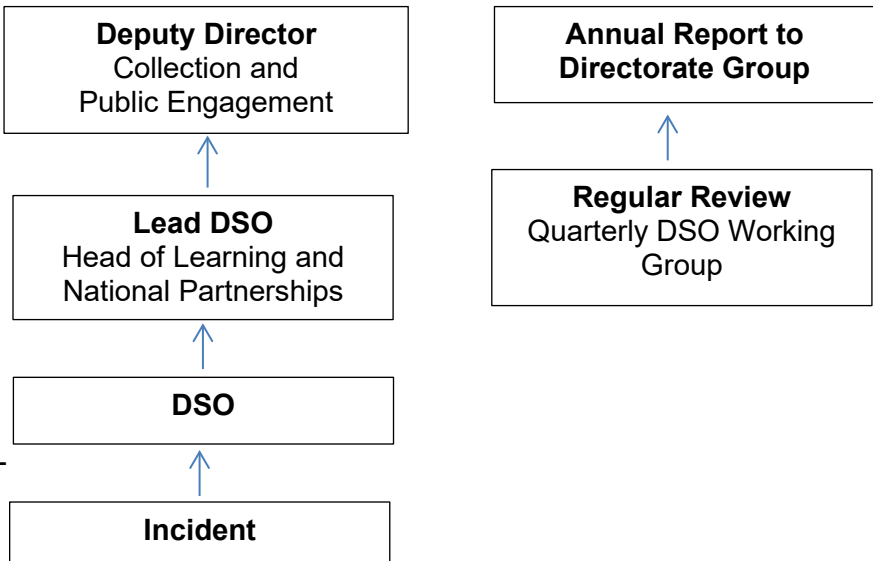 Deputy Director
Collection and
Public Engagement
Lead DSO
Head of Learning and
National Partnerships
DSO
Incident
Annual Report to
Directorate Group
Regular Review
Quarterly DSO Working
Group